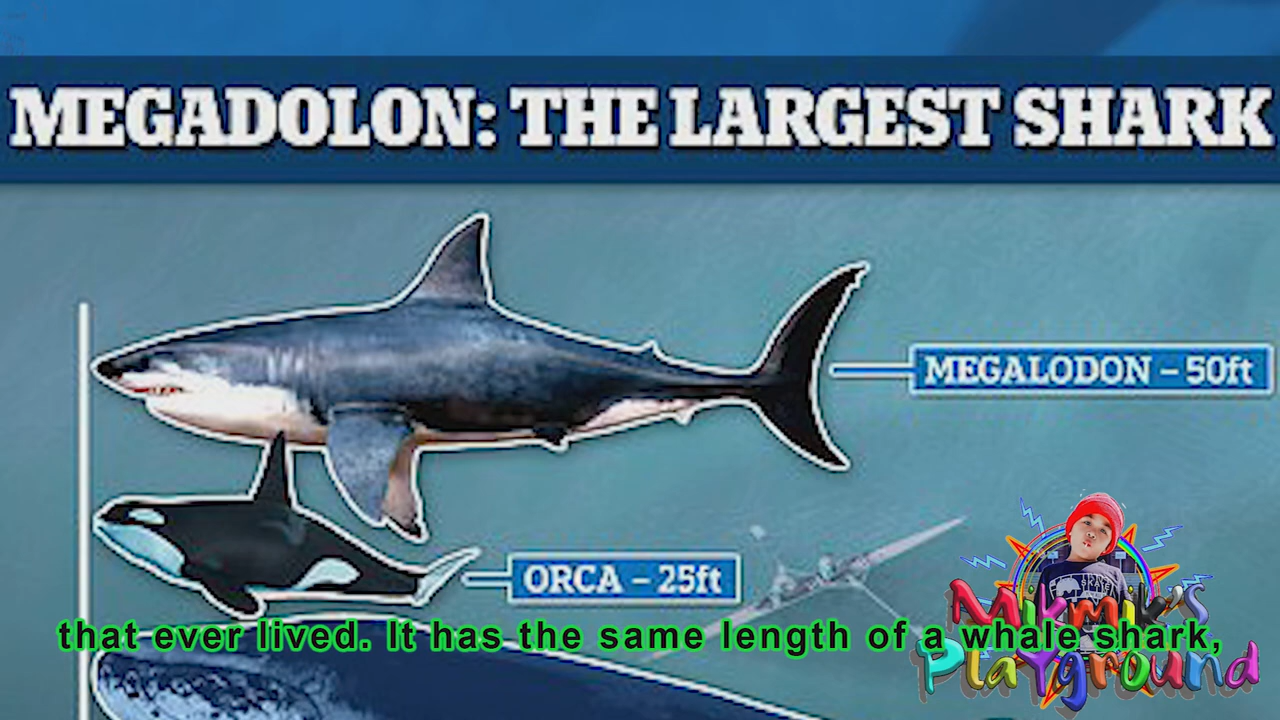 MEGADOLON: THE LARGEST SHARK
MEGALODON – 50ft
ORCA – 25ft
that ever lived. It has the same length of a whale shark,
Mikmik's
Playground